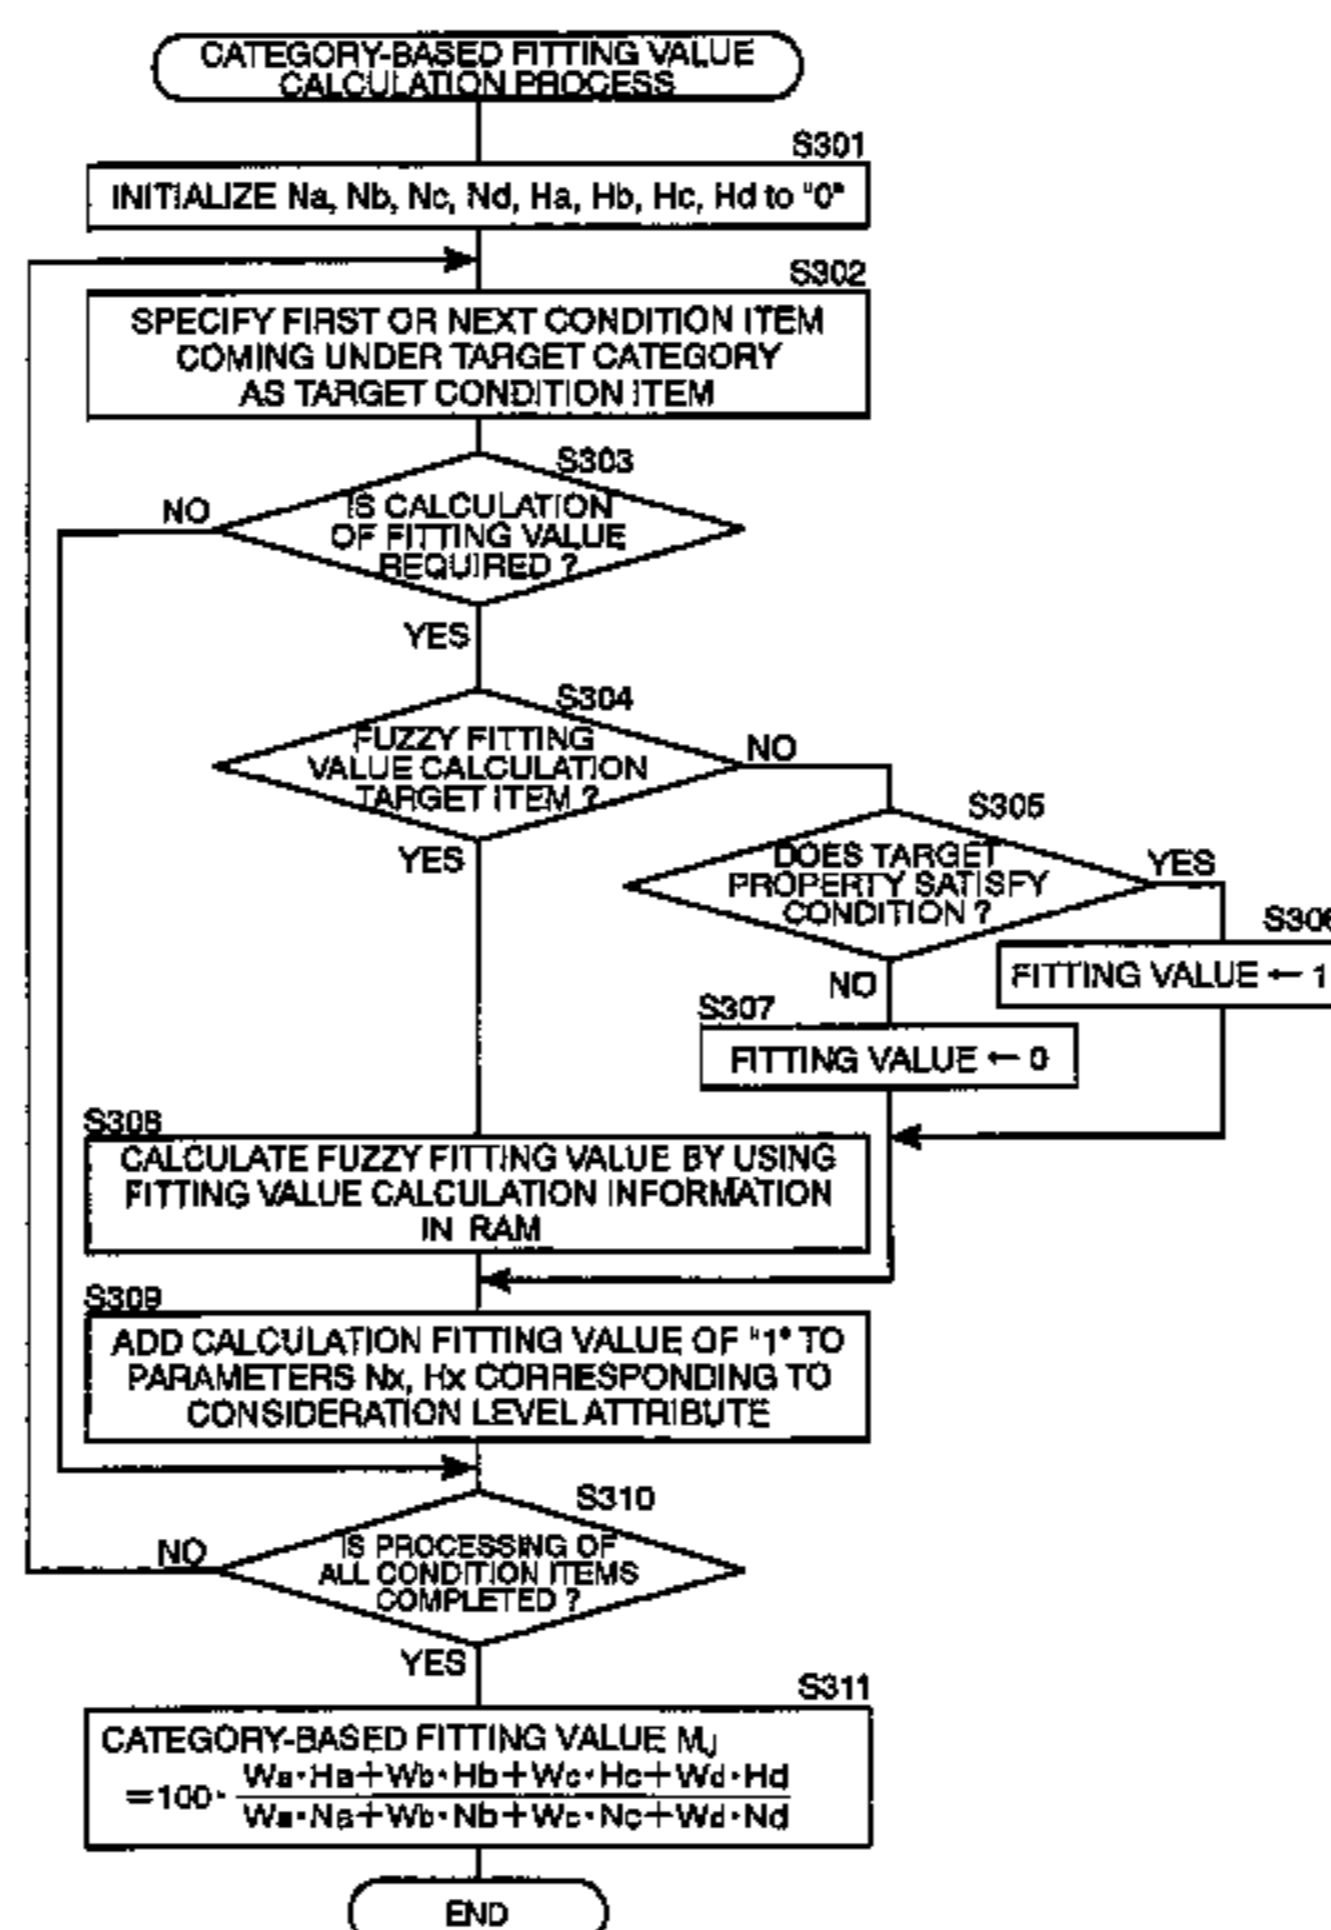 CATEGORY-BASED FITTING VALUE
CALCULATION PROCESS
S301
INITIALIZE Na, Nb, Nc, Nd, Ha, Hb, Hc, Hd to "0"
S302
SPECIFY FIRST OR NEXT CONDITION ITEM
COMING UNDER TARGET CATEGORY
AS TARGET CONDITION ITEM
S303
IS CALCULATION
OF FITTING VALUE
REQUIRED ?
NO
YES
S304
FUZZY FITTING
VALUE CALCULATION
TARGET ITEM ?
NO
YES
S305
DOES TARGET
PROPERTY SATISFY
CONDITION ?
YES
NO
S306
FITTING VALUE ← 1
S307
FITTING VALUE ← 0
S308
CALCULATE FUZZY FITTING VALUE BY USING
FITTING VALUE CALCULATION INFORMATION
IN RAM
S309
ADD CALCULATION FITTING VALUE OF "1" TO
PARAMETERS Nx, Hx CORRESPONDING TO
CONSIDERATION LEVEL ATTRIBUTE
S310
IS PROCESSING OF
ALL CONDITION ITEMS
COMPLETED ?
NO
YES
S311
CATEGORY-BASED FITTING VALUE MJ
=100· Wa·Ha+Wb·Hb+Wc·Hc+Wd·Hd
Wa·Na+Wb·Nb+Wc·Nc+Wd·Nd
END